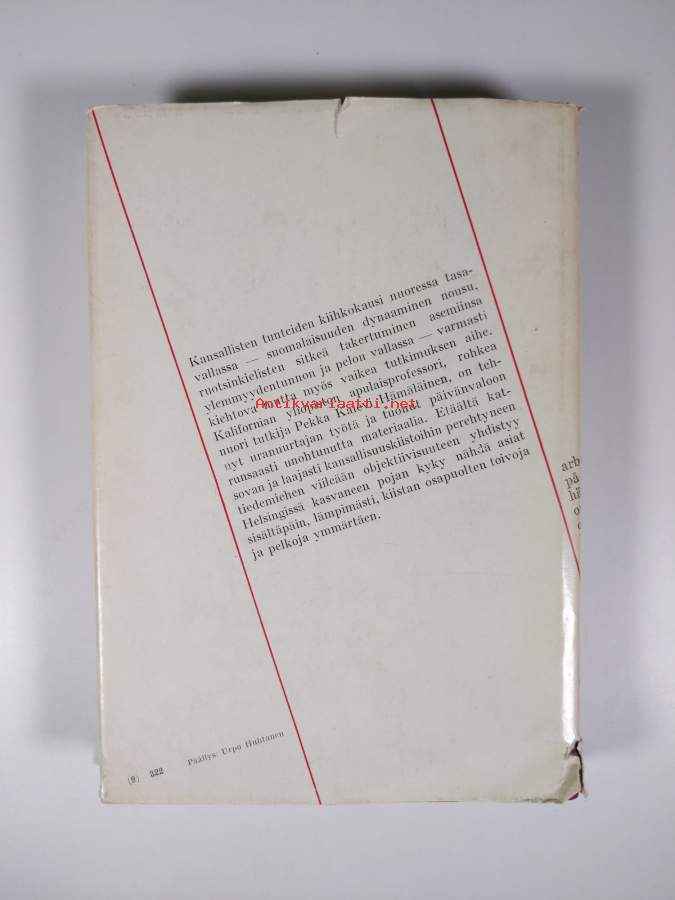 Kansallisten tunteiden kiihkokausi nuoressa tasa-
vallassa — suomalaisuuden dynaaminen nousu,
ruotsinkielisten sitkeä takertuminen asemiinsa
ylemmyydentunnon ja pelon vallassa — varmasti
kiehtova mutta myös vaikea tutkimuksen aihe.
Kalifornian yliopiston apulaisprofessori, rohkea
nuori tutkija Pekka Kalevi Hämäläinen, on teh-
nyt uranuurtajan työtä ja tuonut päivänvaloon
runsaasti unohtunutta materiaalia. Etäältä kat-
sovan ja laajasti kansallisuuskiistoihin perehtyneen
tiedemiehen viileään objektiivisuuteen yhdistyy
Helsingissä kasvaneen pojan kyky nähdä asiat
sisältäpäin, lämpimästi, kiistan osapuolten toivoja
ja pelkoja ymmärtäen.
Antikvariaatti.net
arb
på
hä
Päällys: Urpo Huhtanen
(9) 322